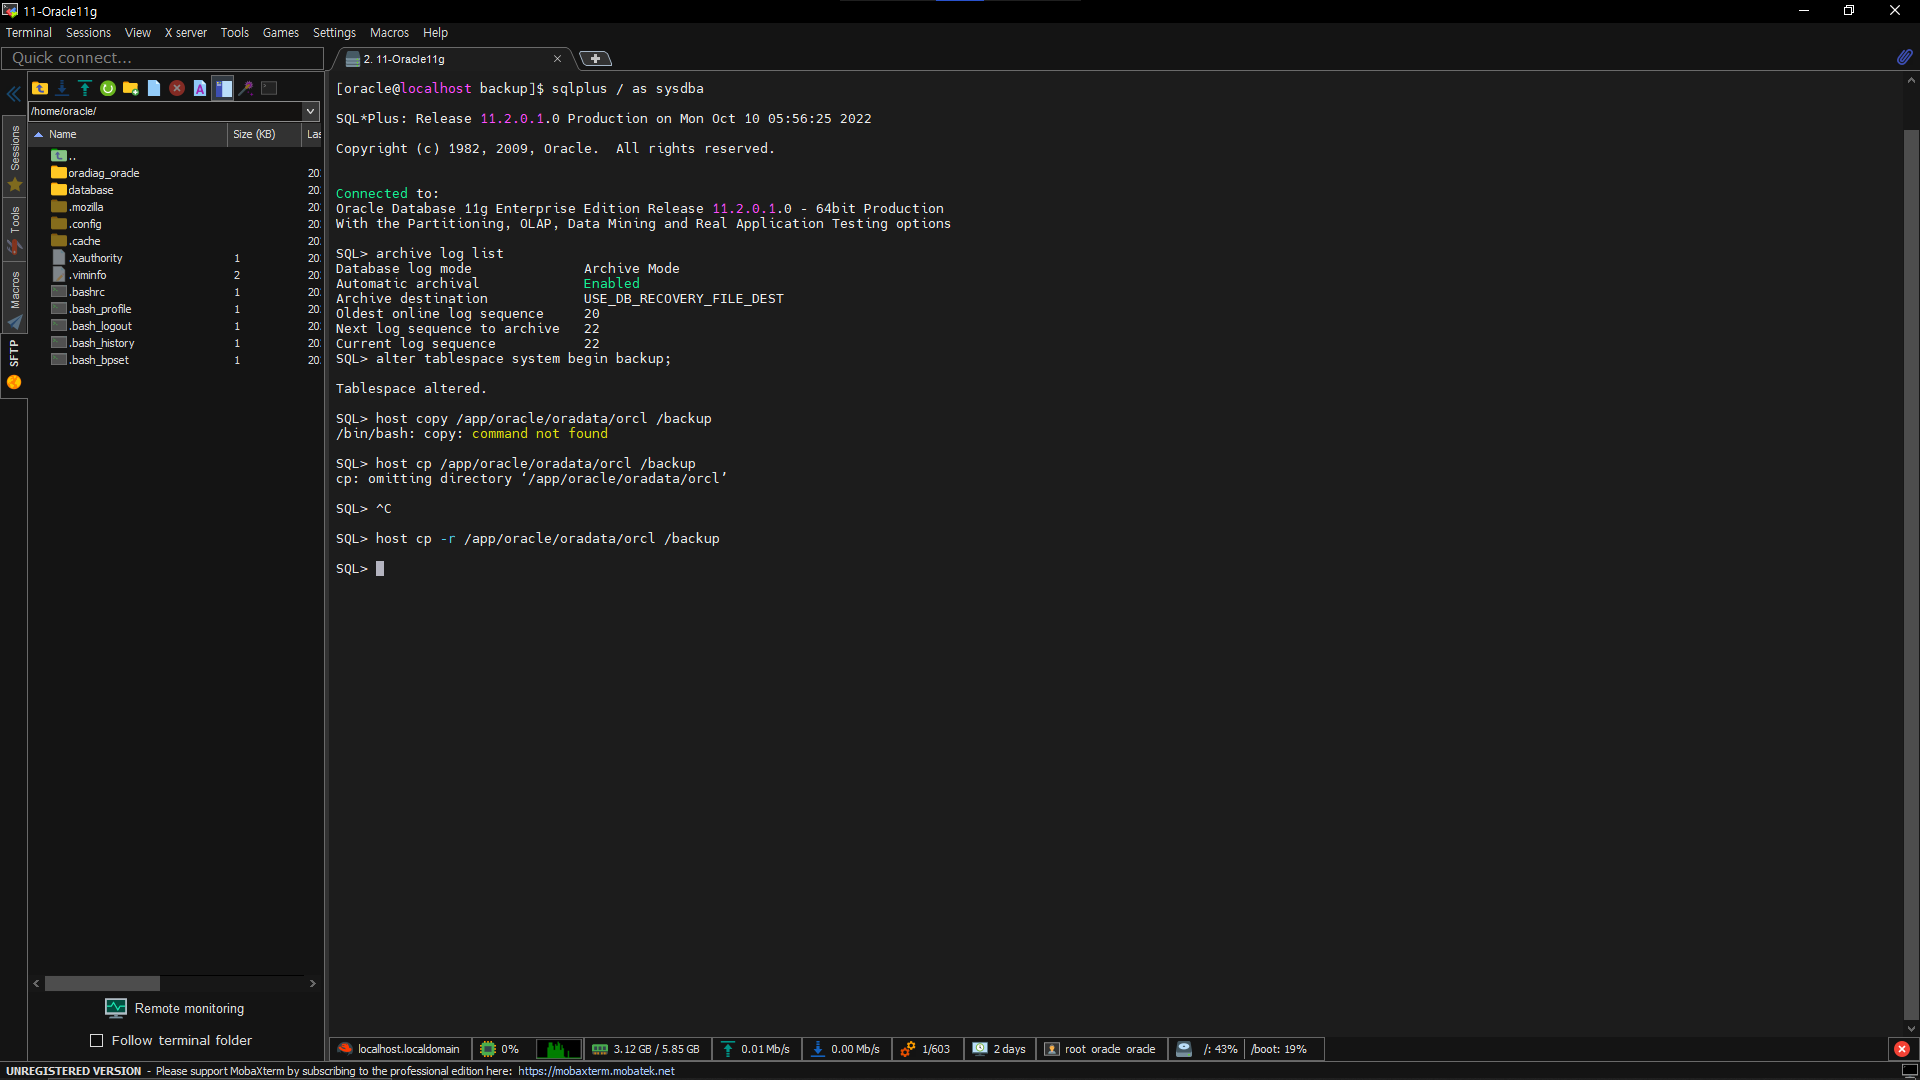 11-Oracle11g
Terminal Sessions View X server Tools Games Settings Macros Help
Quick connect...
2. 11-Oracle11g
/home/oracle/
Name Size (KB) Las
..
oradiag_oracle 20
database 20
.mozilla 20
.config 20
.cache 20
.Xauthority 1 20
.viminfo 2 20
.bashrc 1 20
.bash_profile 1 20
.bash_logout 1 20
.bash_history 1 20
.bash_bpset 1 20
Sessions
Tools
Macros
SFTP
Remote monitoring
Follow terminal folder
[oracle@localhost backup]$ sqlplus / as sysdba
SQL*Plus: Release 11.2.0.1.0 Production on Mon Oct 10 05:56:25 2022
Copyright (c) 1982, 2009, Oracle.  All rights reserved.
Connected to:
Oracle Database 11g Enterprise Edition Release 11.2.0.1.0 - 64bit Production
With the Partitioning, OLAP, Data Mining and Real Application Testing options
SQL> archive log list
Database log mode              Archive Mode
Automatic archival             Enabled
Archive destination            USE_DB_RECOVERY_FILE_DEST
Oldest online log sequence     20
Next log sequence to archive   22
Current log sequence           22
SQL> alter tablespace system begin backup;
Tablespace altered.
SQL> host copy /app/oracle/oradata/orcl /backup
/bin/bash: copy: command not found
SQL> host cp /app/oracle/oradata/orcl /backup
cp: omitting directory ‘/app/oracle/oradata/orcl’
SQL> ^C
SQL> host cp -r /app/oracle/oradata/orcl /backup
SQL>
localhost.localdomain 0% 3.12 GB / 5.85 GB 0.01 Mb/s 0.00 Mb/s 1/603 2 days root oracle oracle /: 43% /boot: 19%
UNREGISTERED VERSION - Please support MobaXterm by subscribing to the professional edition here: https://mobaxterm.mobatek.net